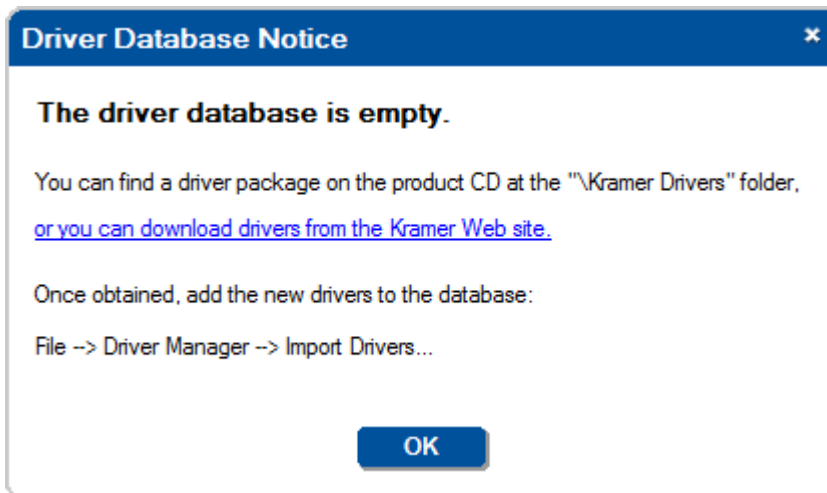 Driver Database Notice
The driver database is empty.
You can find a driver package on the product CD at the "\Kramer Drivers" folder,
or you can download drivers from the Kramer Web site.
Once obtained, add the new drivers to the database:
File --> Driver Manager --> Import Drivers...
OK